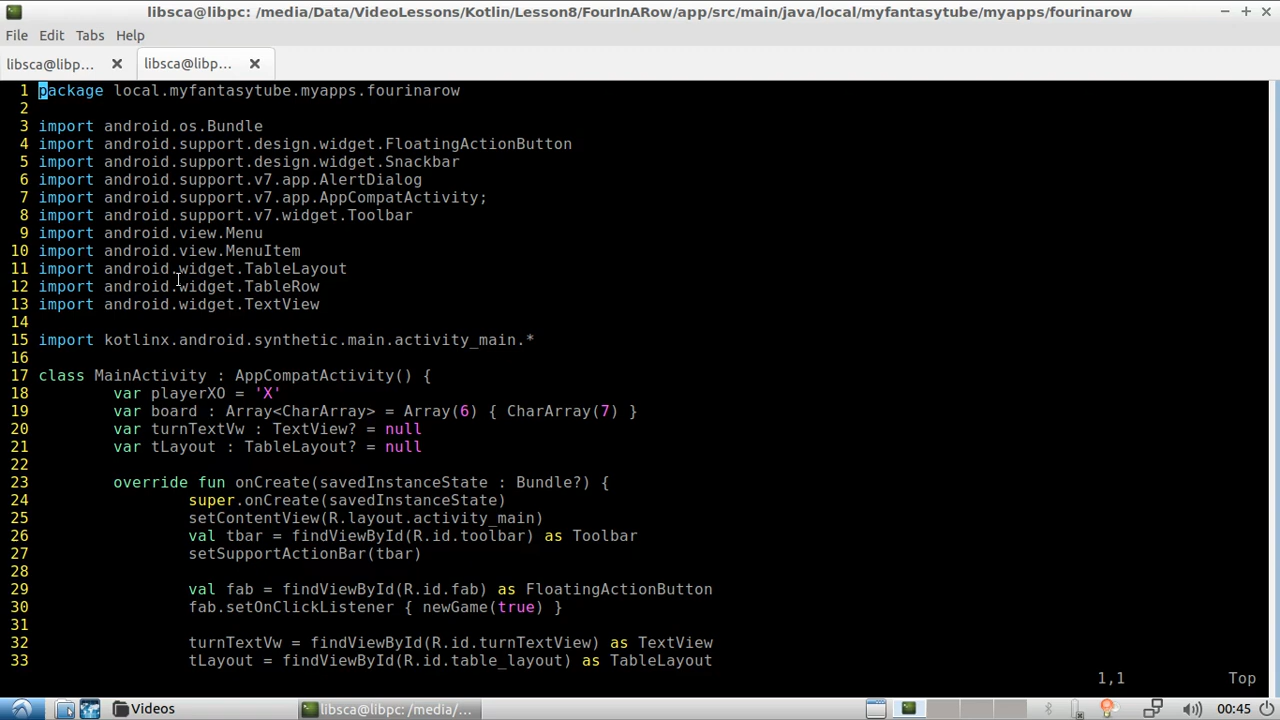 libsca@libpc: /media/Data/VideoLessons/Kotlin/Lesson8/FourInARow/app/src/main/java/local/myfantasytube/myapps/fourinarow
File Edit Tabs Help
libsca@libp... libsca@libp...
1 package local.myfantasytube.myapps.fourinarow
2
3 import android.os.Bundle
4 import android.support.design.widget.FloatingActionButton
5 import android.support.design.widget.Snackbar
6 import android.support.v7.app.AlertDialog
7 import android.support.v7.app.AppCompatActivity;
8 import android.support.v7.widget.Toolbar
9 import android.view.Menu
10 import android.view.MenuItem
11 import android.widget.TableLayout
12 import android.widget.TableRow
13 import android.widget.TextView
14
15 import kotlinx.android.synthetic.main.activity_main.*
16
17 class MainActivity : AppCompatActivity() {
18 var playerXO = 'X'
19 var board : Array<CharArray> = Array(6) { CharArray(7) }
20 var turnTextVw : TextView? = null
21 var tLayout : TableLayout? = null
22
23 override fun onCreate(savedInstanceState : Bundle?) {
24 super.onCreate(savedInstanceState)
25 setContentView(R.layout.activity_main)
26 val tbar = findViewById(R.id.toolbar) as Toolbar
27 setSupportActionBar(tbar)
28
29 val fab = findViewById(R.id.fab) as FloatingActionButton
30 fab.setOnClickListener { newGame(true) }
31
32 turnTextVw = findViewById(R.id.turnTextView) as TextView
33 tLayout = findViewById(R.id.table_layout) as TableLayout
1,1 Top
Videos libsca@libpc: /media/... 00:45